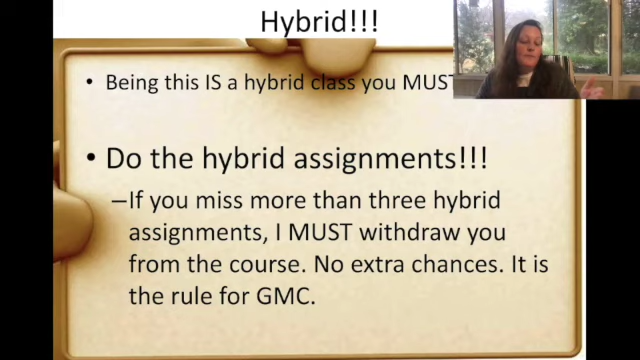 Hybrid!!!
• Being this IS a hybrid class you MUST
• Do the hybrid assignments!!!
–If you miss more than three hybrid
assignments, I MUST withdraw you
from the course. No extra chances. It is
the rule for GMC.